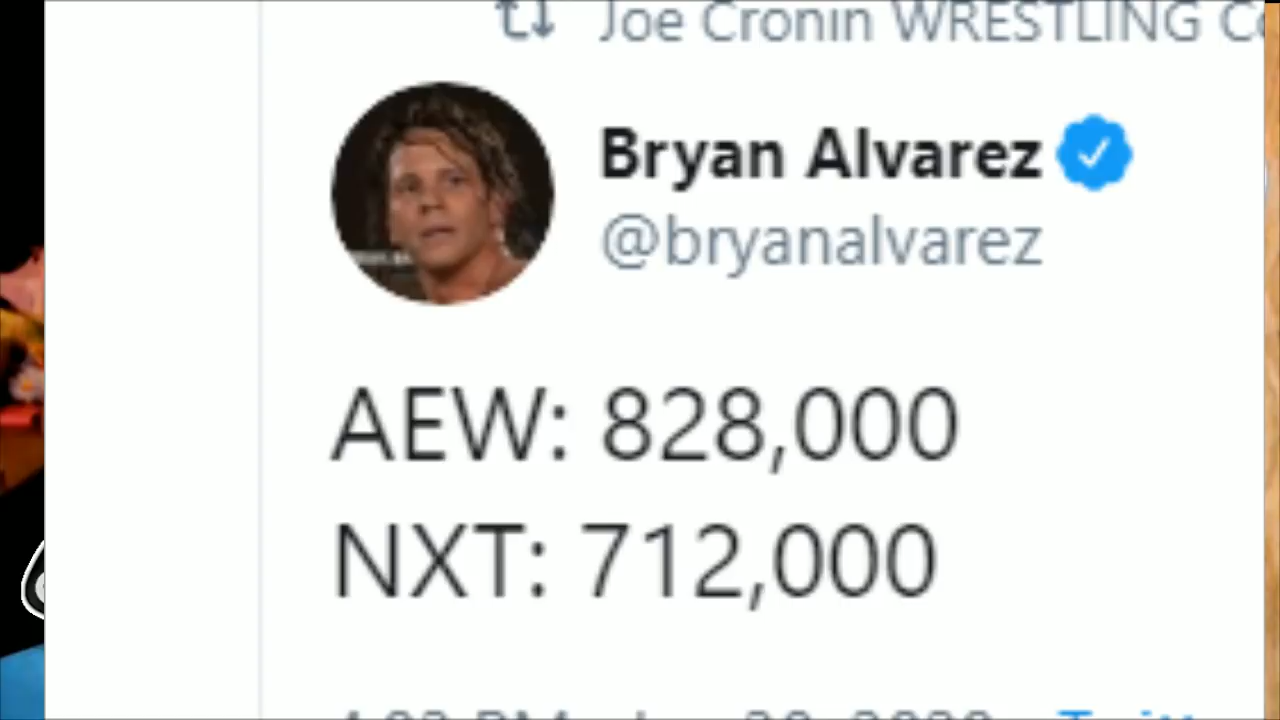 Joe Cronin WRESTLING
Bryan Alvarez
@bryanalvarez
AEW: 828,000
NXT: 712,000